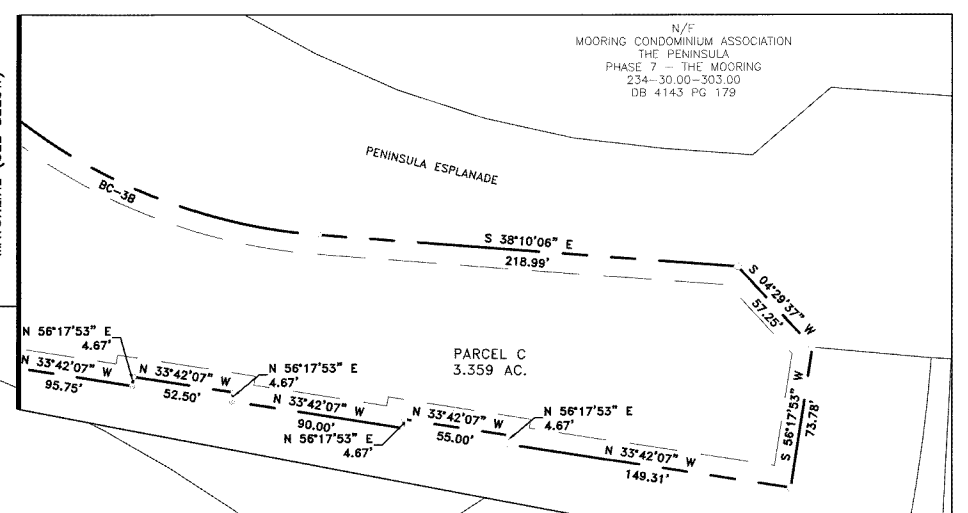 N/F
MOORING CONDOMINIUM ASSOCIATION
THE PENINSULA
PHASE 7 – THE MOORING
234–30.00–303.00
DB 4143 PG 179
PENINSULA ESPLANADE
BC–38
S 38°10'06" E
218.99'
S 04°29'37" W
57.25'
N 56°17'53" E
4.67'
N 33°42'07" W
95.75'
N 33°42'07" W
52.50'
N 56°17'53" E
4.67'
PARCEL C
3.359 AC.
N 33°42'07" W
90.00'
N 56°17'53" E
4.67'
N 33°42'07" W
55.00'
N 56°17'53" E
4.67'
N 33°42'07" W
149.31'
S 56°17'53" W
73.78'